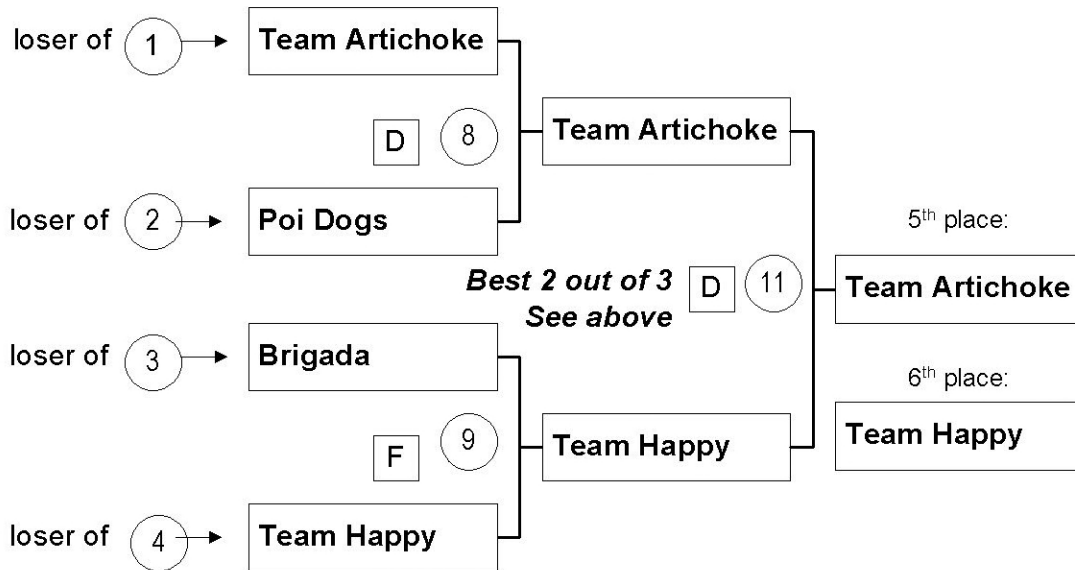 loser of 1 Team Artichoke
D 8 Team Artichoke
loser of 2 Poi Dogs
5th place:
Best 2 out of 3 D 11 Team Artichoke
See above
loser of 3 Brigada
6th place:
F 9 Team Happy Team Happy
loser of 4 Team Happy